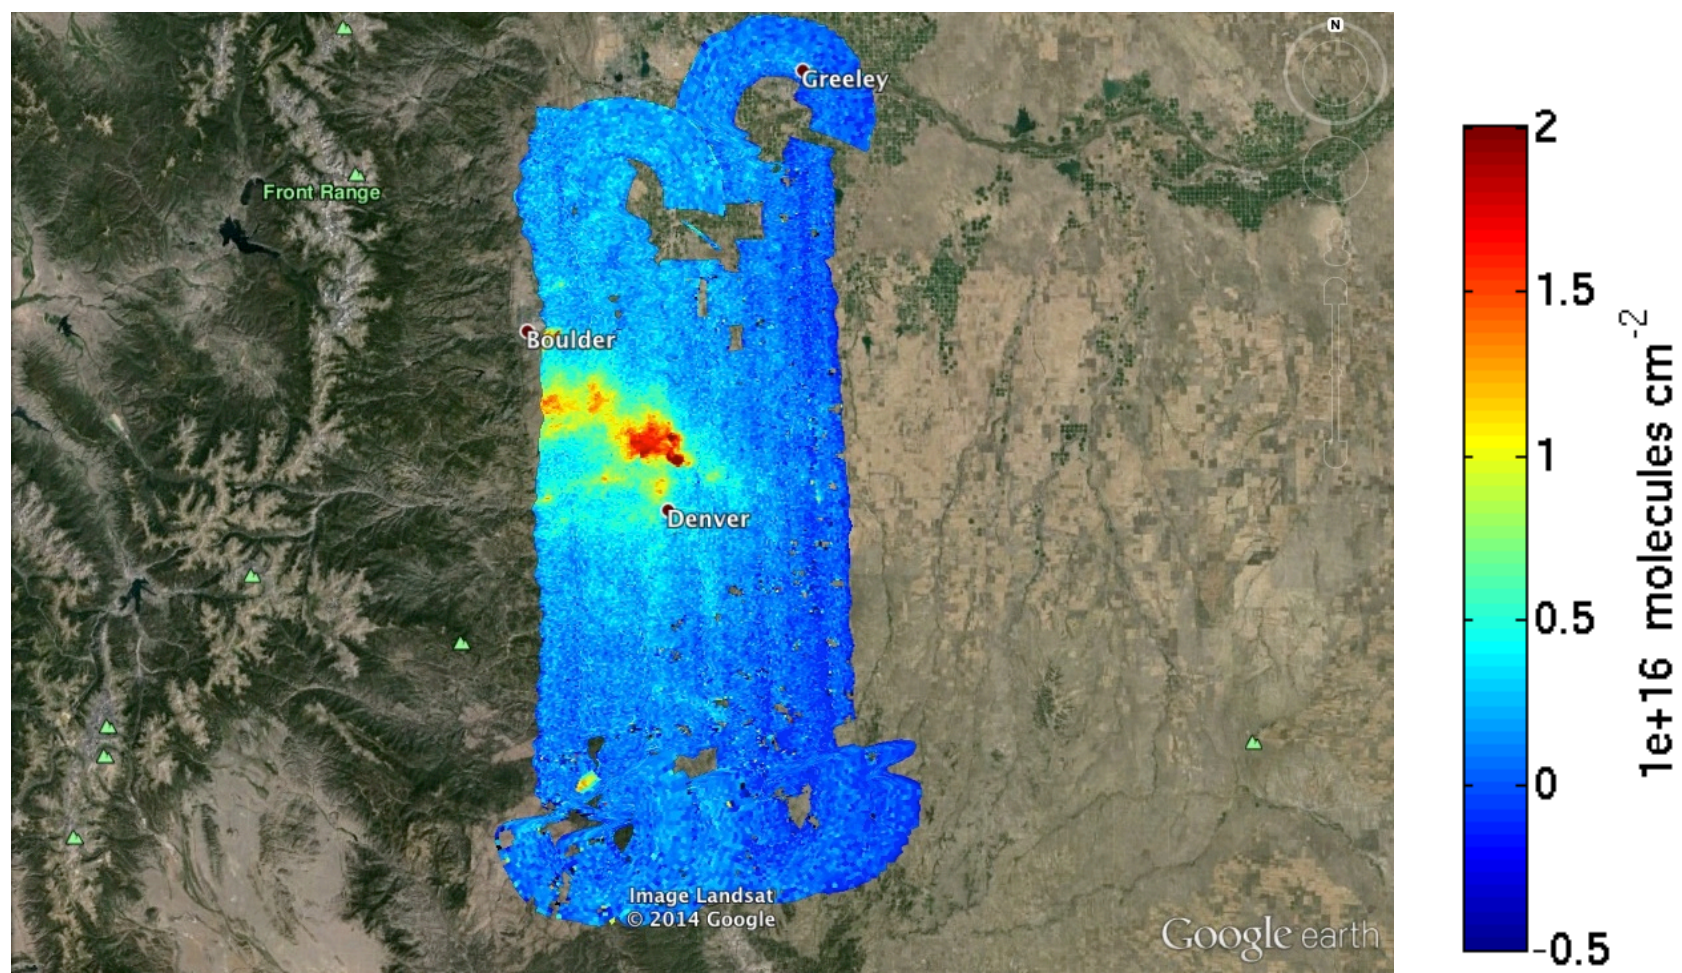 N
Greeley
Front Range
Boulder
Denver
Image Landsat
© 2014 Google
Google earth
2
1.5
1
0.5
0
-0.5
1e+16 molecules cm-2